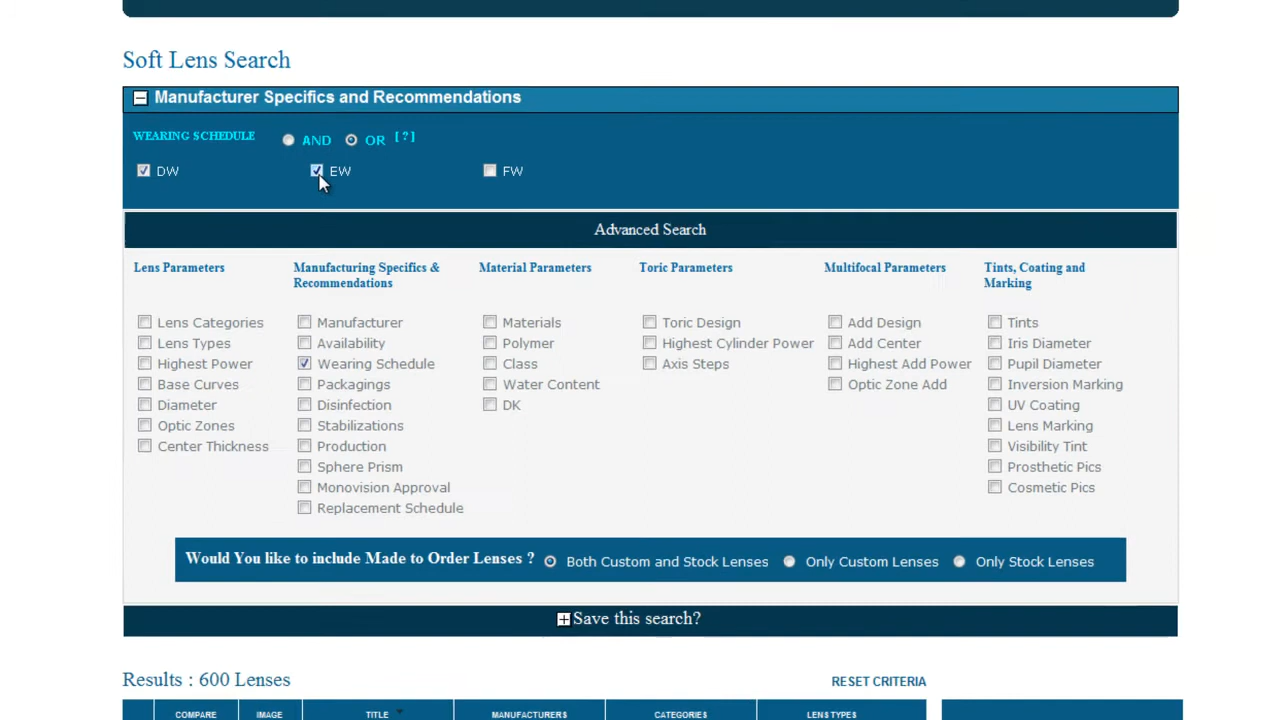 Soft Lens Search
Manufacturer Specifics and Recommendations
WEARING SCHEDULE AND OR [?]
DW EW FW
Advanced Search
Lens Parameters
Lens Categories
Lens Types
Highest Power
Base Curves
Diameter
Optic Zones
Center Thickness
Manufacturing Specifics &
Recommendations
Manufacturer
Availability
Wearing Schedule
Packagings
Disinfection
Stabilizations
Production
Sphere Prism
Monovision Approval
Replacement Schedule
Material Parameters
Materials
Polymer
Class
Water Content
DK
Toric Parameters
Toric Design
Highest Cylinder Power
Axis Steps
Multifocal Parameters
Add Design
Add Center
Highest Add Power
Optic Zone Add
Tints, Coating and
Marking
Tints
Iris Diameter
Pupil Diameter
Inversion Marking
UV Coating
Lens Marking
Visibility Tint
Prosthetic Pics
Cosmetic Pics
Would You like to include Made to Order Lenses ? Both Custom and Stock Lenses Only Custom Lenses Only Stock Lenses
Save this search?
Results : 600 Lenses RESET CRITERIA
COMPARE IMAGE TITLE MANUFACTURERS CATEGORIES LENS TYPES